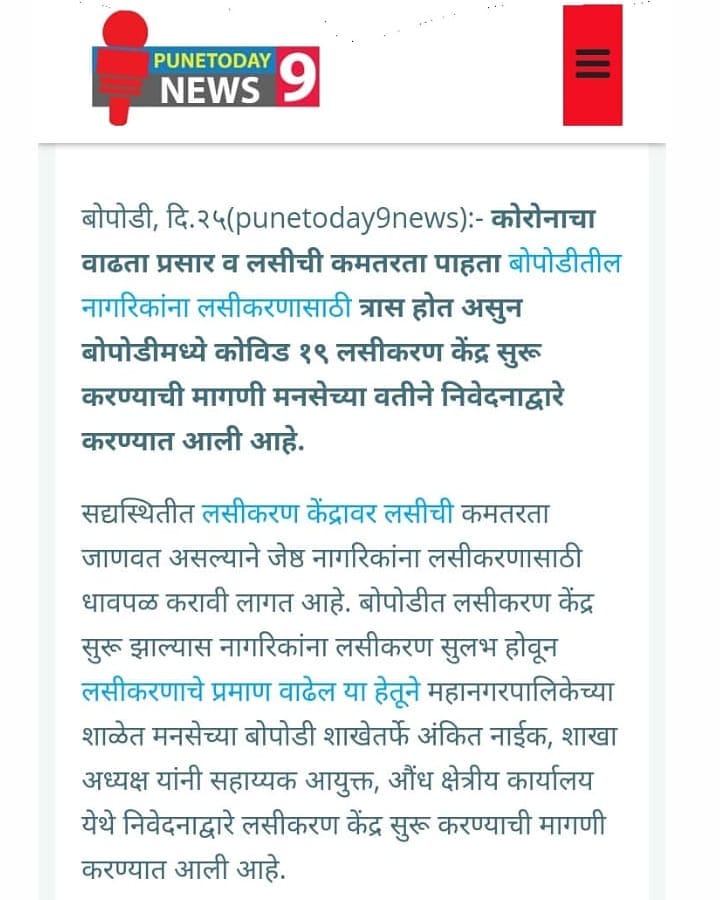 PUNETODAY
NEWS 9
बोपोडी, दि.२५(punetoday9news):- कोरोनाचा
वाढता प्रसार व लसीची कमतरता पाहता बोपोडीतील
नागरिकांना लसीकरणासाठी त्रास होत असुन
बोपोडीमध्ये कोविड १९ लसीकरण केंद्र सुरू
करण्याची मागणी मनसेच्या वतीने निवेदनाद्वारे
करण्यात आली आहे.
सद्यस्थितीत लसीकरण केंद्रावर लसीची कमतरता
जाणवत असल्याने जेष्ठ नागरिकांना लसीकरणासाठी
धावपळ करावी लागत आहे. बोपोडीत लसीकरण केंद्र
सुरू झाल्यास नागरिकांना लसीकरण सुलभ होवून
लसीकरणाचे प्रमाण वाढेल या हेतूने महानगरपालिकेच्या
शाळेत मनसेच्या बोपोडी शाखेतर्फे अंकित नाईक, शाखा
अध्यक्ष यांनी सहाय्यक आयुक्त, औंध क्षेत्रीय कार्यालय
येथे निवेदनाद्वारे लसीकरण केंद्र सुरू करण्याची मागणी
करण्यात आली आहे.